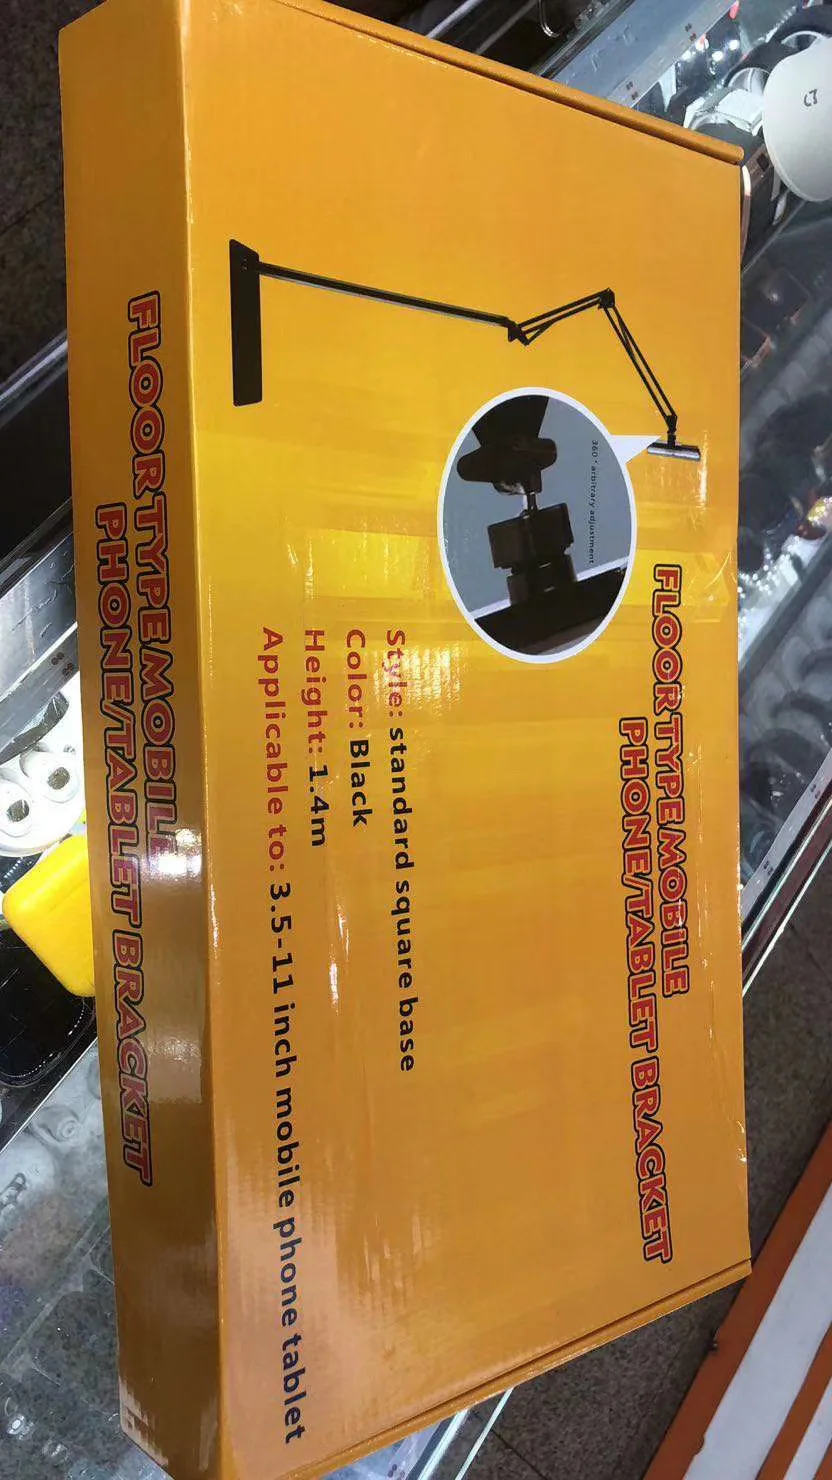 FLOOR TYPE MOBILE
PHONE/TABLET BRACKET
360° arbitrary adjustment
Style: standard square base
Color: Black
Height: 1.4m
Applicable to: 3.5-11 inch mobile phone tablet
FLOOR TYPE MOBILE
PHONE/TABLET BRACKET